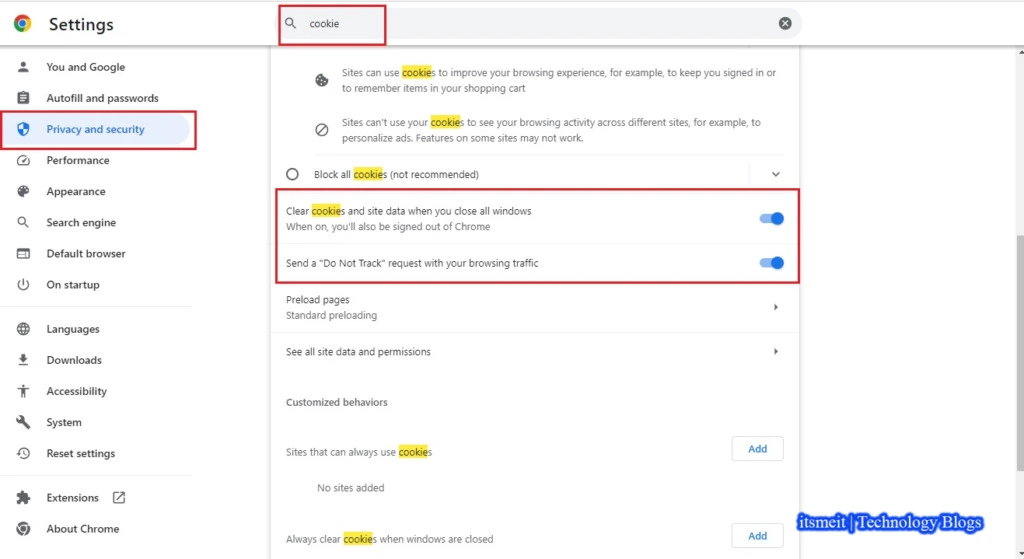 Settings
cookie
You and Google
Autofill and passwords
Privacy and security
Performance
Appearance
Search engine
Default browser
On startup
Languages
Downloads
Accessibility
System
Reset settings
Extensions
About Chrome
Sites can use cookies to improve your browsing experience, for example, to keep you signed in or
to remember items in your shopping cart
Sites can't use your cookies to see your browsing activity across different sites, for example, to
personalize ads. Features on some sites may not work.
Block all cookies (not recommended)
Clear cookies and site data when you close all windows
When on, you'll also be signed out of Chrome
Send a "Do Not Track" request with your browsing traffic
Preload pages
Standard preloading
See all site data and permissions
Customized behaviors
Sites that can always use cookies
Add
No sites added
Always clear cookies when windows are closed
Add
itsmeit | Technology Blogs